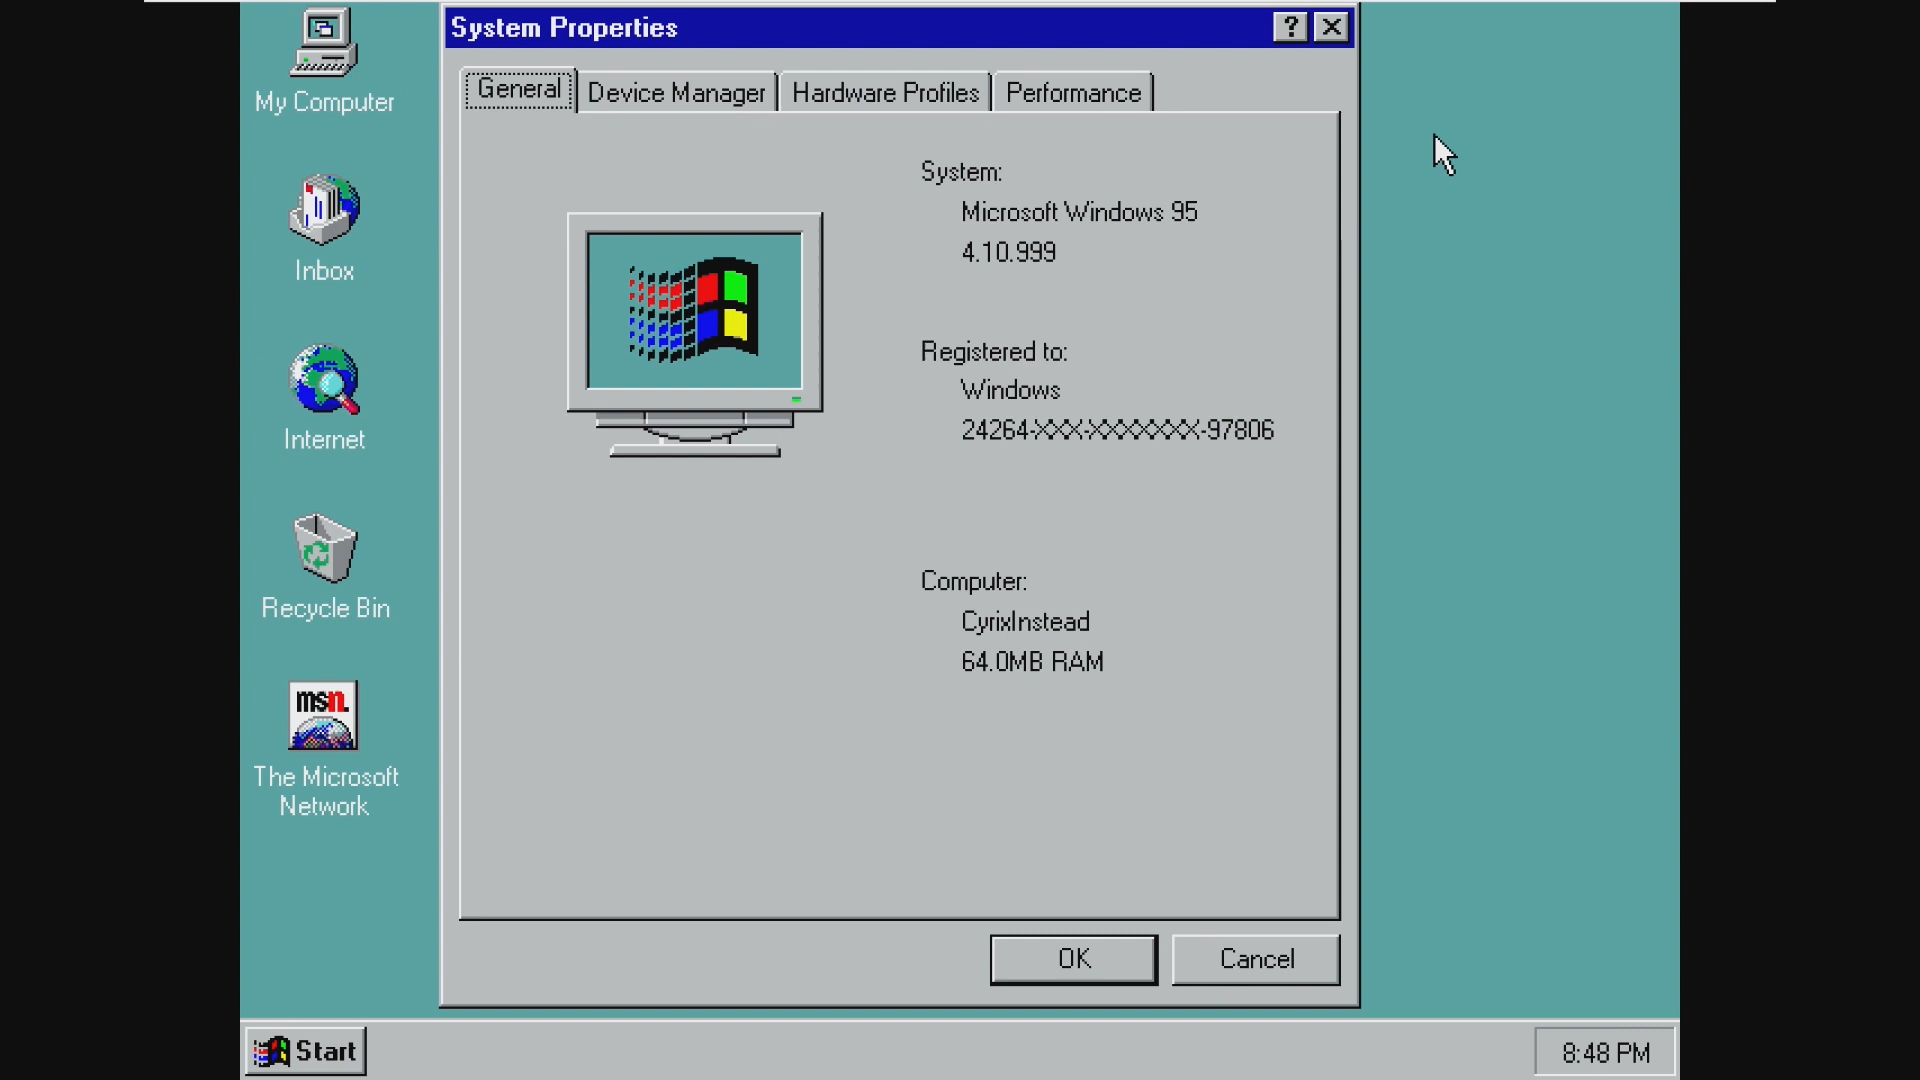 My Computer
Inbox
Internet
Recycle Bin
msn.
The Microsoft
Network
System Properties
?
General
Device Manager
Hardware Profiles
Performance
System:
Microsoft Windows 95
4.10.999
Registered to:
Windows
24264-XXX-XXXXXXX-97806
Computer:
CyrixInstead
64.0MB RAM
OK
Cancel
Start
8:48 PM